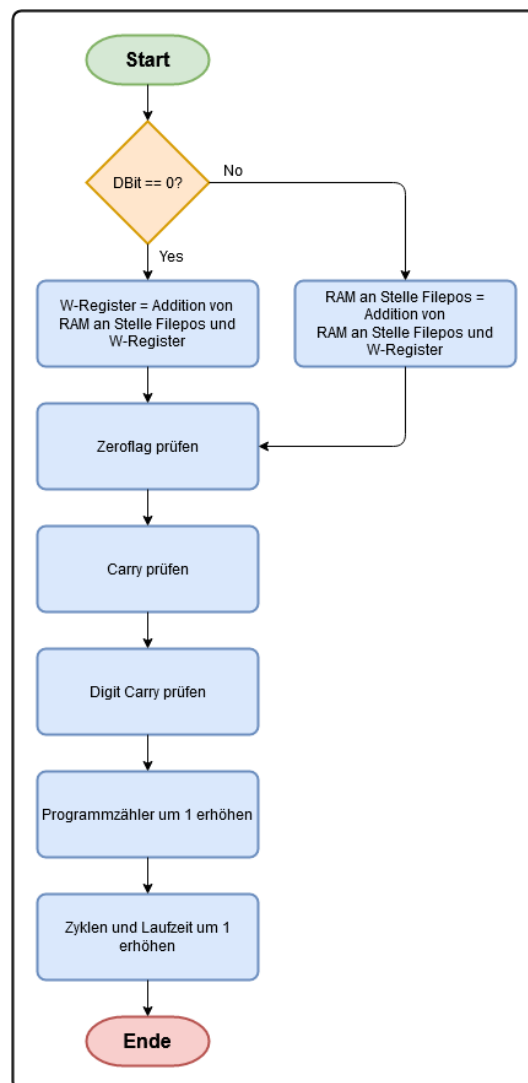 Start
DBit == 0?
No
Yes
W-Register = Addition von
RAM an Stelle Filepos und
W-Register
RAM an Stelle Filepos =
Addition von
RAM an Stelle Filepos und
W-Register
Zeroflag prüfen
Carry prüfen
Digit Carry prüfen
Programmzähler um 1 erhöhen
Zyklen und Laufzeit um 1
erhöhen
Ende